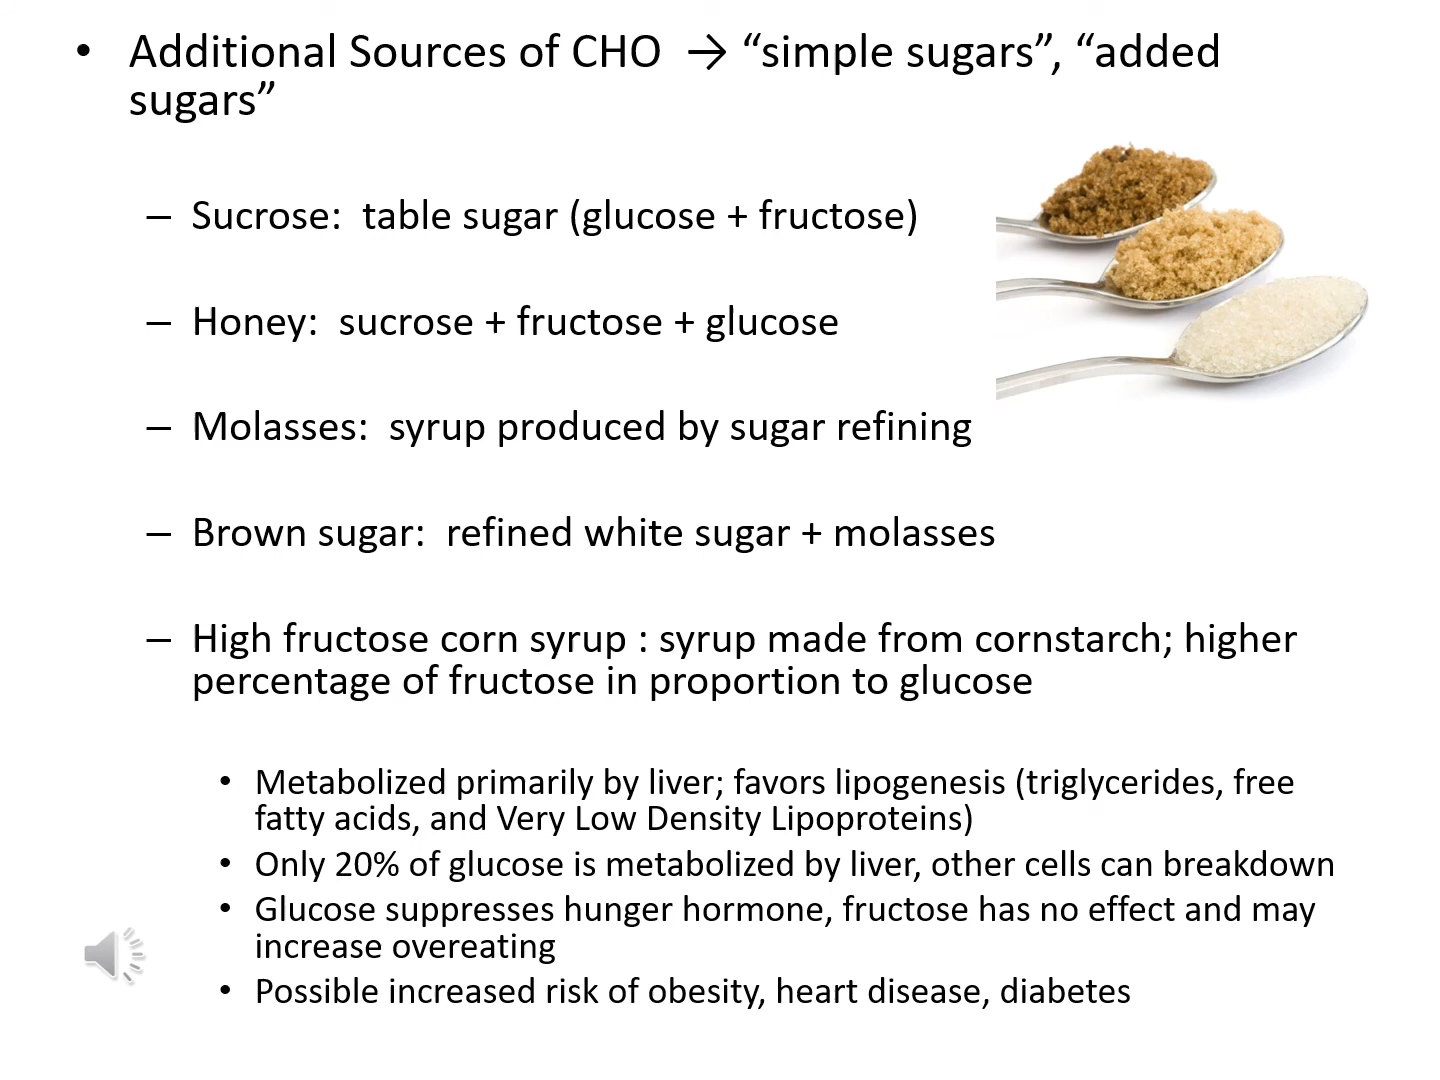 • Additional Sources of CHO → “simple sugars”, “added
sugars”
– Sucrose: table sugar (glucose + fructose)
– Honey: sucrose + fructose + glucose
– Molasses: syrup produced by sugar refining
– Brown sugar: refined white sugar + molasses
– High fructose corn syrup : syrup made from cornstarch; higher
percentage of fructose in proportion to glucose
• Metabolized primarily by liver; favors lipogenesis (triglycerides, free
fatty acids, and Very Low Density Lipoproteins)
• Only 20% of glucose is metabolized by liver, other cells can breakdown
• Glucose suppresses hunger hormone, fructose has no effect and may
increase overeating
• Possible increased risk of obesity, heart disease, diabetes